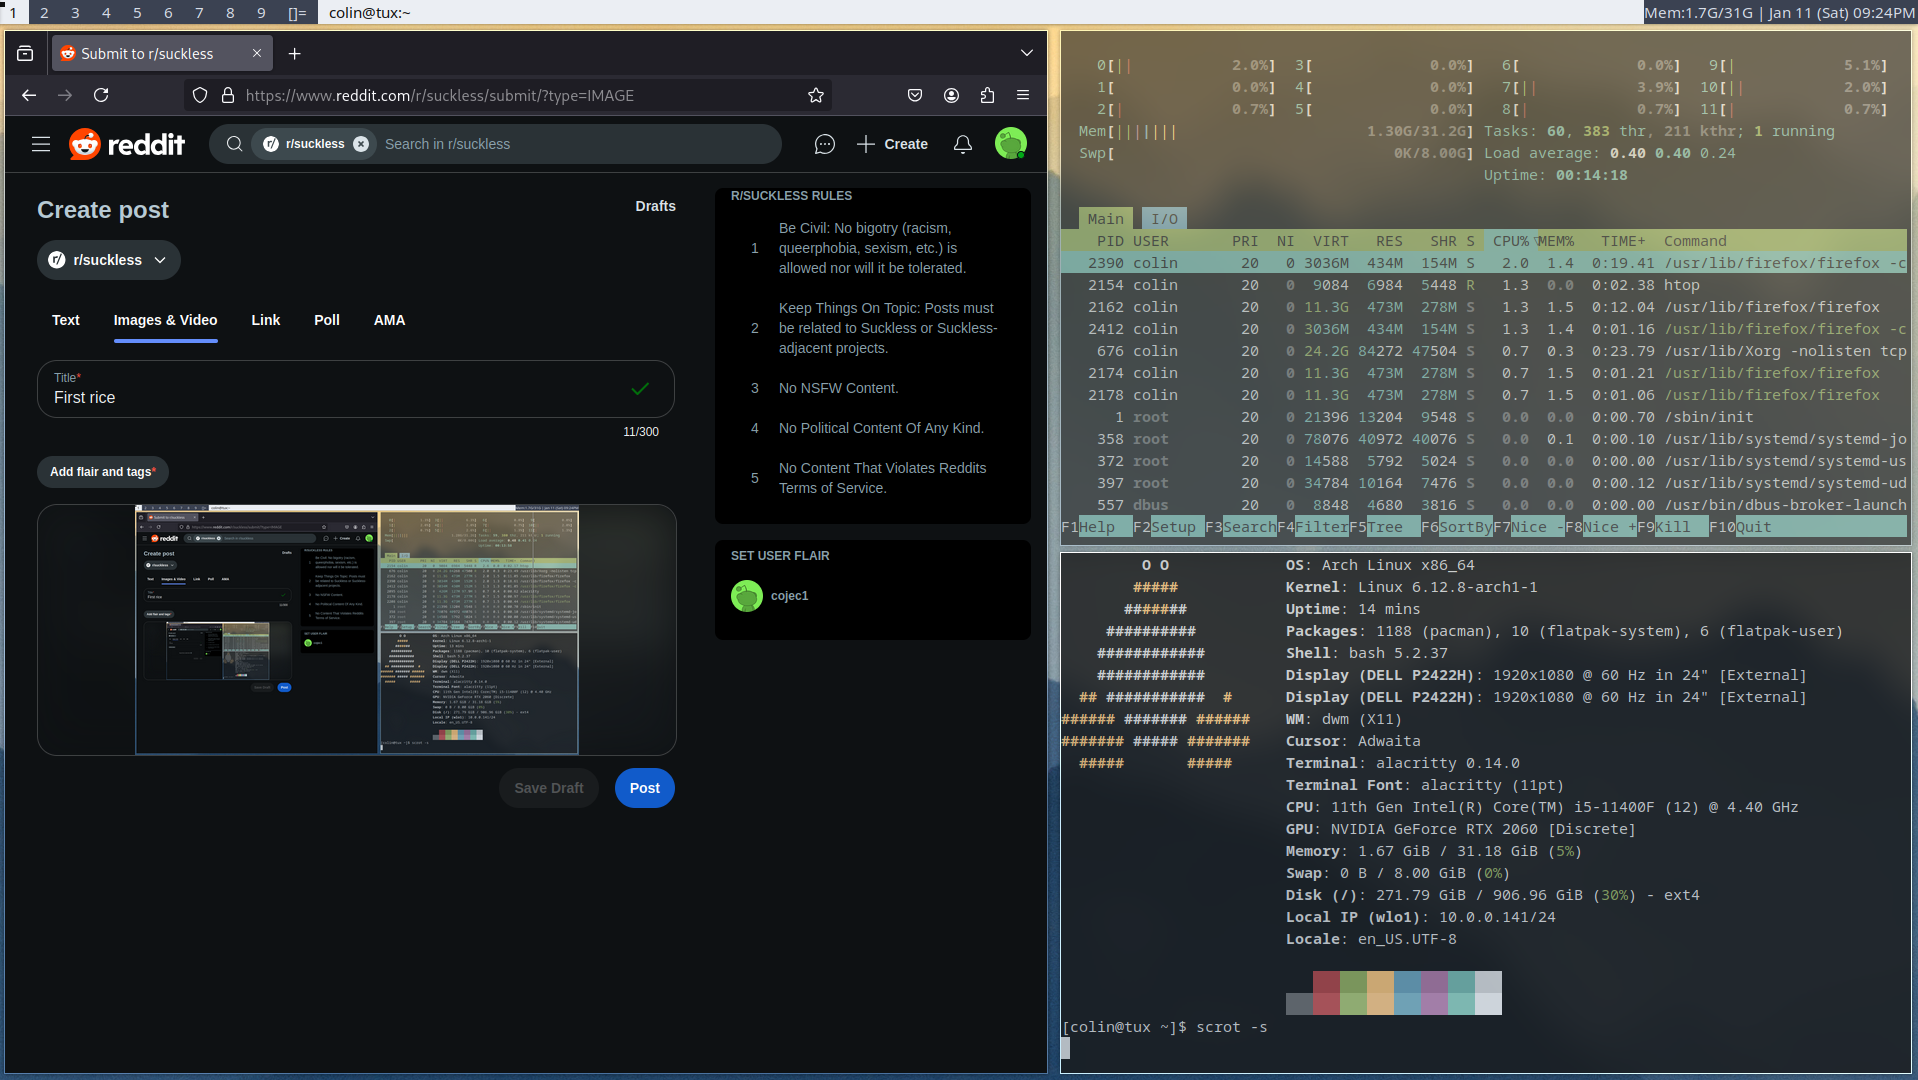 1 2 3 4 5 6 7 8 9 []= colin@tux:~ Mem:1.7G/31G | Jan 11 (Sat) 09:24PM
Submit to r/suckless
https://www.reddit.com/r/suckless/submit/?type=IMAGE
reddit r/suckless Search in r/suckless Create
Create post Drafts
r/suckless
Text Images & Video Link Poll AMA
Title*
First rice
11/300
Add flair and tags*
Save Draft Post
R/SUCKLESS RULES
1 Be Civil: No bigotry (racism,
queerphobia, sexism, etc.) is
allowed nor will it be tolerated.
2 Keep Things On Topic: Posts must
be related to Suckless or Suckless-
adjacent projects.
3 No NSFW Content.
4 No Political Content Of Any Kind.
5 No Content That Violates Reddits
Terms of Service.
SET USER FLAIR
cojec1
0[|| 2.0%] 3[ 0.0%] 6[ 0.0%] 9[| 5.1%]
1[ 0.0%] 4[ 0.0%] 7[|| 3.9%] 10[|| 2.0%]
2[| 0.7%] 5[ 0.0%] 8[| 0.7%] 11[| 0.7%]
Mem[||||||| 1.30G/31.2G] Tasks: 60, 383 thr, 211 kthr; 1 running
Swp[ 0K/8.00G] Load average: 0.40 0.40 0.24
Uptime: 00:14:18
Main I/O
PID USER PRI NI VIRT RES SHR S CPU%▽MEM% TIME+ Command
2390 colin 20 0 3036M 434M 154M S 2.0 1.4 0:19.41 /usr/lib/firefox/firefox -c
2154 colin 20 0 9084 6984 5448 R 1.3 0.0 0:02.38 htop
2162 colin 20 0 11.3G 473M 278M S 1.3 1.5 0:12.04 /usr/lib/firefox/firefox
2412 colin 20 0 3036M 434M 154M S 1.3 1.4 0:01.16 /usr/lib/firefox/firefox -c
676 colin 20 0 24.2G 84272 47504 S 0.7 0.3 0:23.79 /usr/lib/Xorg -nolisten tcp
2174 colin 20 0 11.3G 473M 278M S 0.7 1.5 0:01.21 /usr/lib/firefox/firefox
2178 colin 20 0 11.3G 473M 278M S 0.7 1.5 0:01.06 /usr/lib/firefox/firefox
1 root 20 0 21396 13204 9548 S 0.0 0.0 0:00.70 /sbin/init
358 root 20 0 78076 40972 40076 S 0.0 0.1 0:00.10 /usr/lib/systemd/systemd-jo
372 root 20 0 14588 5792 5024 S 0.0 0.0 0:00.00 /usr/lib/systemd/systemd-us
397 root 20 0 34784 10164 7476 S 0.0 0.0 0:00.12 /usr/lib/systemd/systemd-ud
557 dbus 20 0 8848 4680 3816 S 0.0 0.0 0:00.00 /usr/bin/dbus-broker-launch
F1Help F2Setup F3SearchF4FilterF5Tree F6SortByF7Nice -F8Nice +F9Kill F10Quit
O O OS: Arch Linux x86_64
##### Kernel: Linux 6.12.8-arch1-1
####### Uptime: 14 mins
########## Packages: 1188 (pacman), 10 (flatpak-system), 6 (flatpak-user)
############ Shell: bash 5.2.37
############ Display (DELL P2422H): 1920x1080 @ 60 Hz in 24" [External]
## ########### # Display (DELL P2422H): 1920x1080 @ 60 Hz in 24" [External]
###### ####### ###### WM: dwm (X11)
####### ##### ####### Cursor: Adwaita
##### ##### Terminal: alacritty 0.14.0
Terminal Font: alacritty (11pt)
CPU: 11th Gen Intel(R) Core(TM) i5-11400F (12) @ 4.40 GHz
GPU: NVIDIA GeForce RTX 2060 [Discrete]
Memory: 1.67 GiB / 31.18 GiB (5%)
Swap: 0 B / 8.00 GiB (0%)
Disk (/): 271.79 GiB / 906.96 GiB (30%) - ext4
Local IP (wlo1): 10.0.0.141/24
Locale: en_US.UTF-8
[colin@tux ~]$ scrot -s